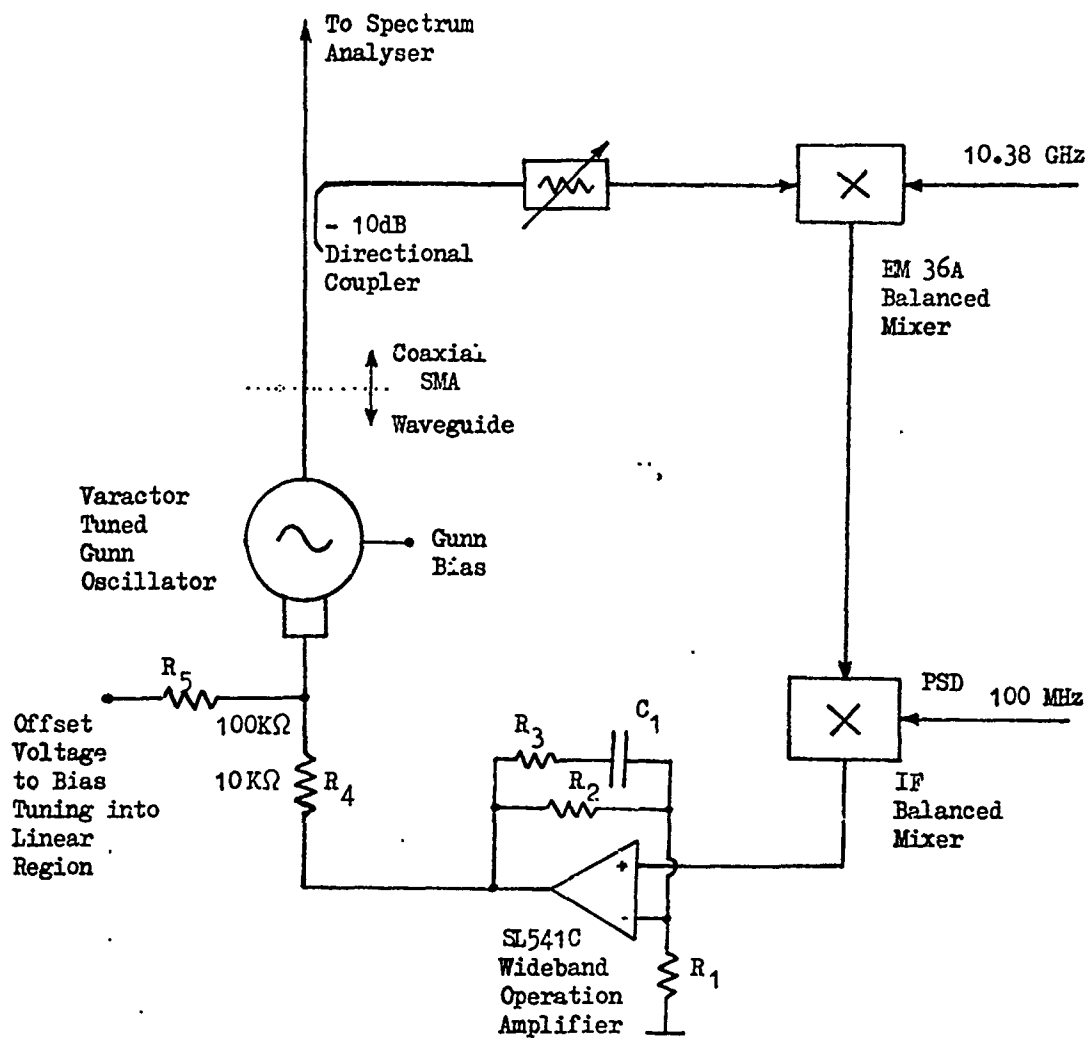 To Spectrum
Analyser
10.38 GHz
- 10dB
Directional
Coupler
EM 36A
Balanced
Mixer
Coaxial
SMA
Waveguide
Varactor
Tuned
Gunn
Oscillator
Gunn
Bias
R5
100KΩ
Offset
Voltage
to Bias
Tuning into
Linear
Region
10KΩ
R4
R3
C1
R2
PSD
100 MHz
IF
Balanced
Mixer
+
-
SL541C
Wideband
Operation
Amplifier
R1